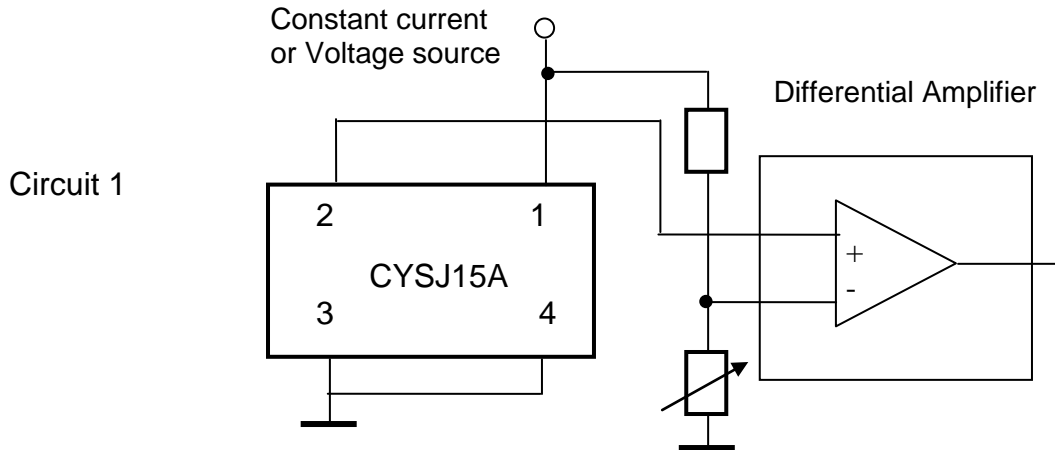 Constant current
or Voltage source
Differential Amplifier
Circuit 1
2 1
+
CYSJ15A
-
3 4